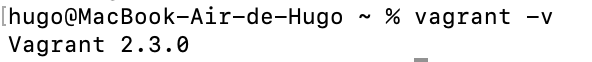 [hugo@MacBook-Air-de-Hugo ~ % vagrant -v
Vagrant 2.3.0